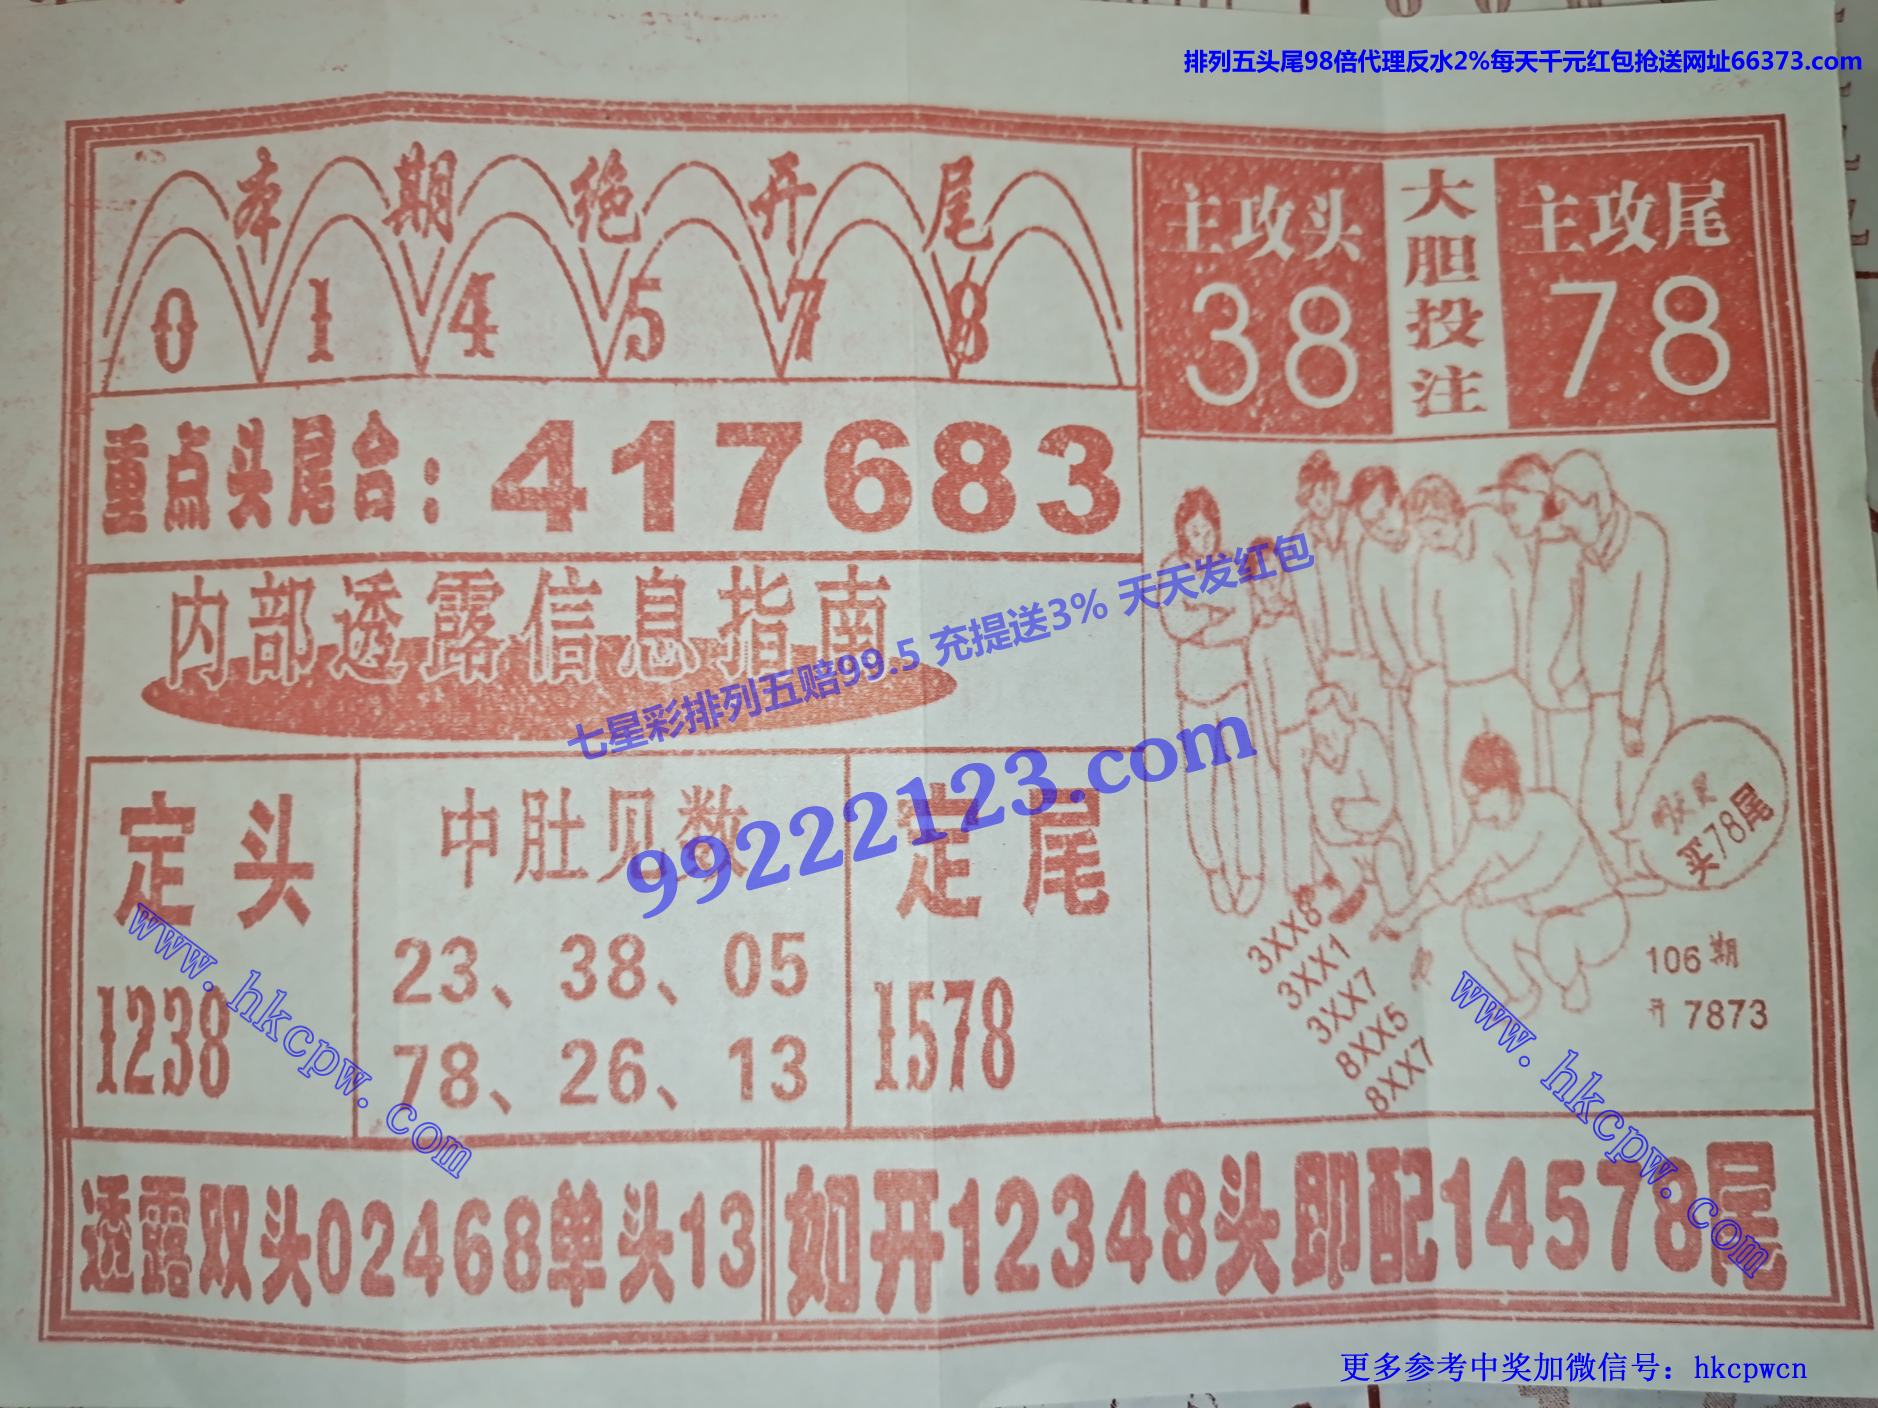 排列五头尾98倍代理反水2%每天千元红包抢送网址66373.com
本期绝开尾
0 1 4 5 7 8
主攻头
38
大胆投注
主攻尾
78
重点头尾合：417683
内部透露信息指南
七星彩排列五赔99.5 充提送3% 天天发红包
99222123.com
定头
1238
中肚见数
23、38、05
78、26、13
定尾
1578
买78尾
3XX8
3XX1
3XX7
8XX5
8XX7
106期
开 7873
www.hkcpw.com
www.hkcpw.com
透露双头02468单头13
如开12348头即配14578尾
更多参考中奖加微信号：hkcpwcn